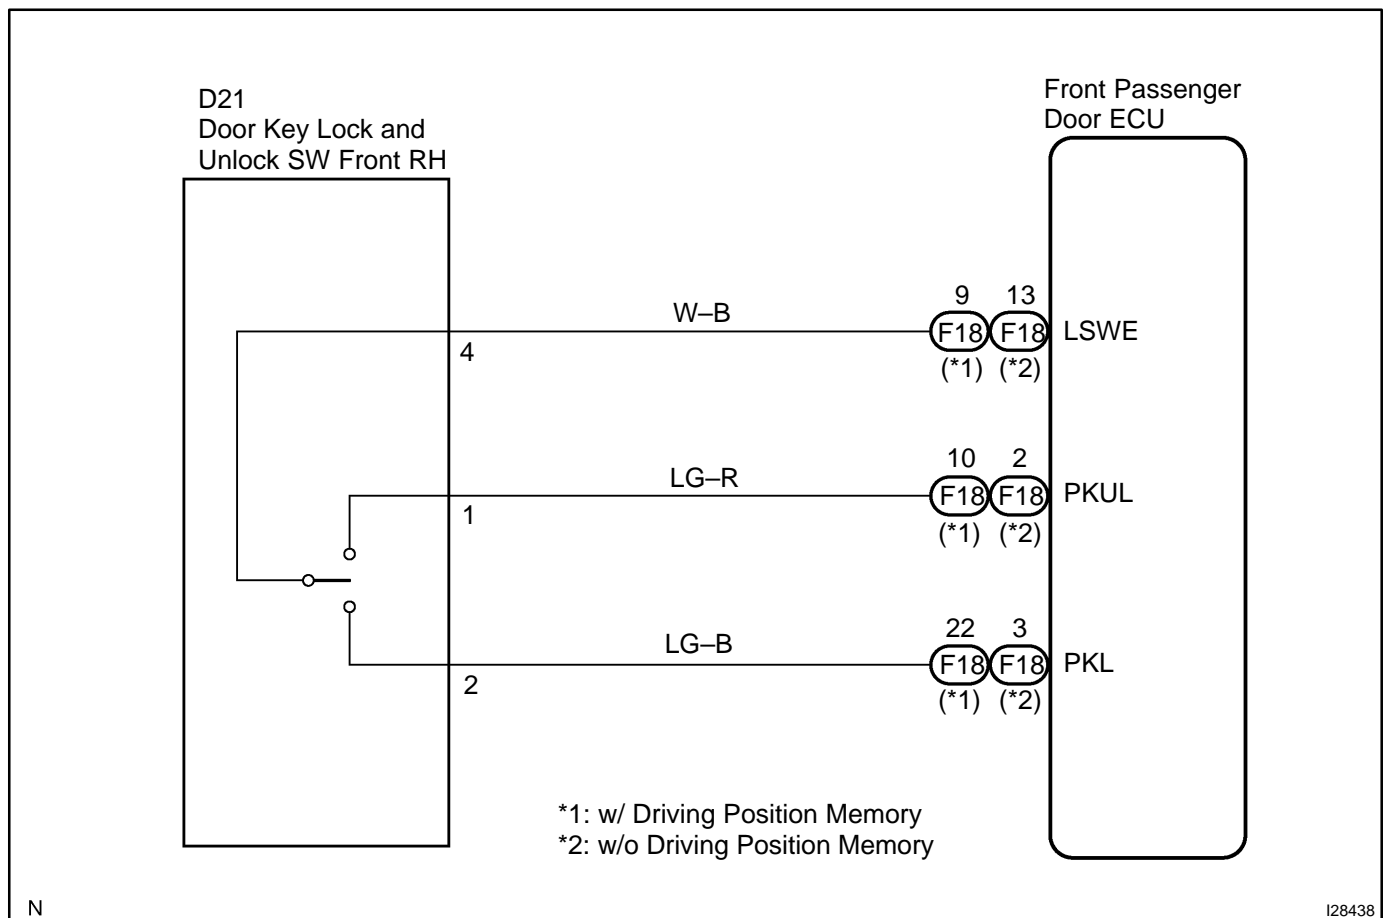 D21
Door Key Lock and
Unlock SW Front RH
Front Passenger
Door ECU
W–B
4
9 13
F18 F18
(*1) (*2)
LSWE
LG–R
1
10 2
F18 F18
(*1) (*2)
PKUL
LG–B
2
22 3
F18 F18
(*1) (*2)
PKL
*1: w/ Driving Position Memory
*2: w/o Driving Position Memory
N
I28438